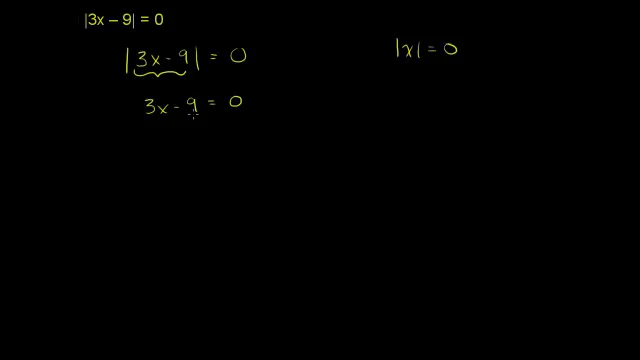 |3x – 9| = 0
|3x - 9| = 0
|x| = 0
3x - 9 = 0